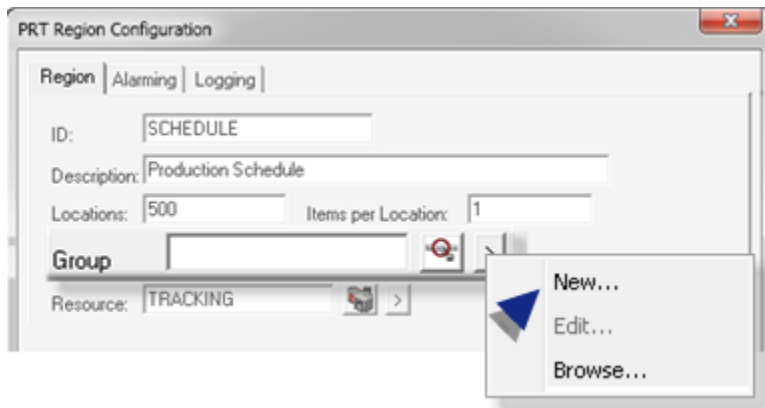 PRT Region Configuration
Region Alarming Logging
ID: SCHEDULE
Description: Production Schedule
Locations: 500 Items per Location: 1
Group
New...
Resource: TRACKING >
Edit...
Browse...